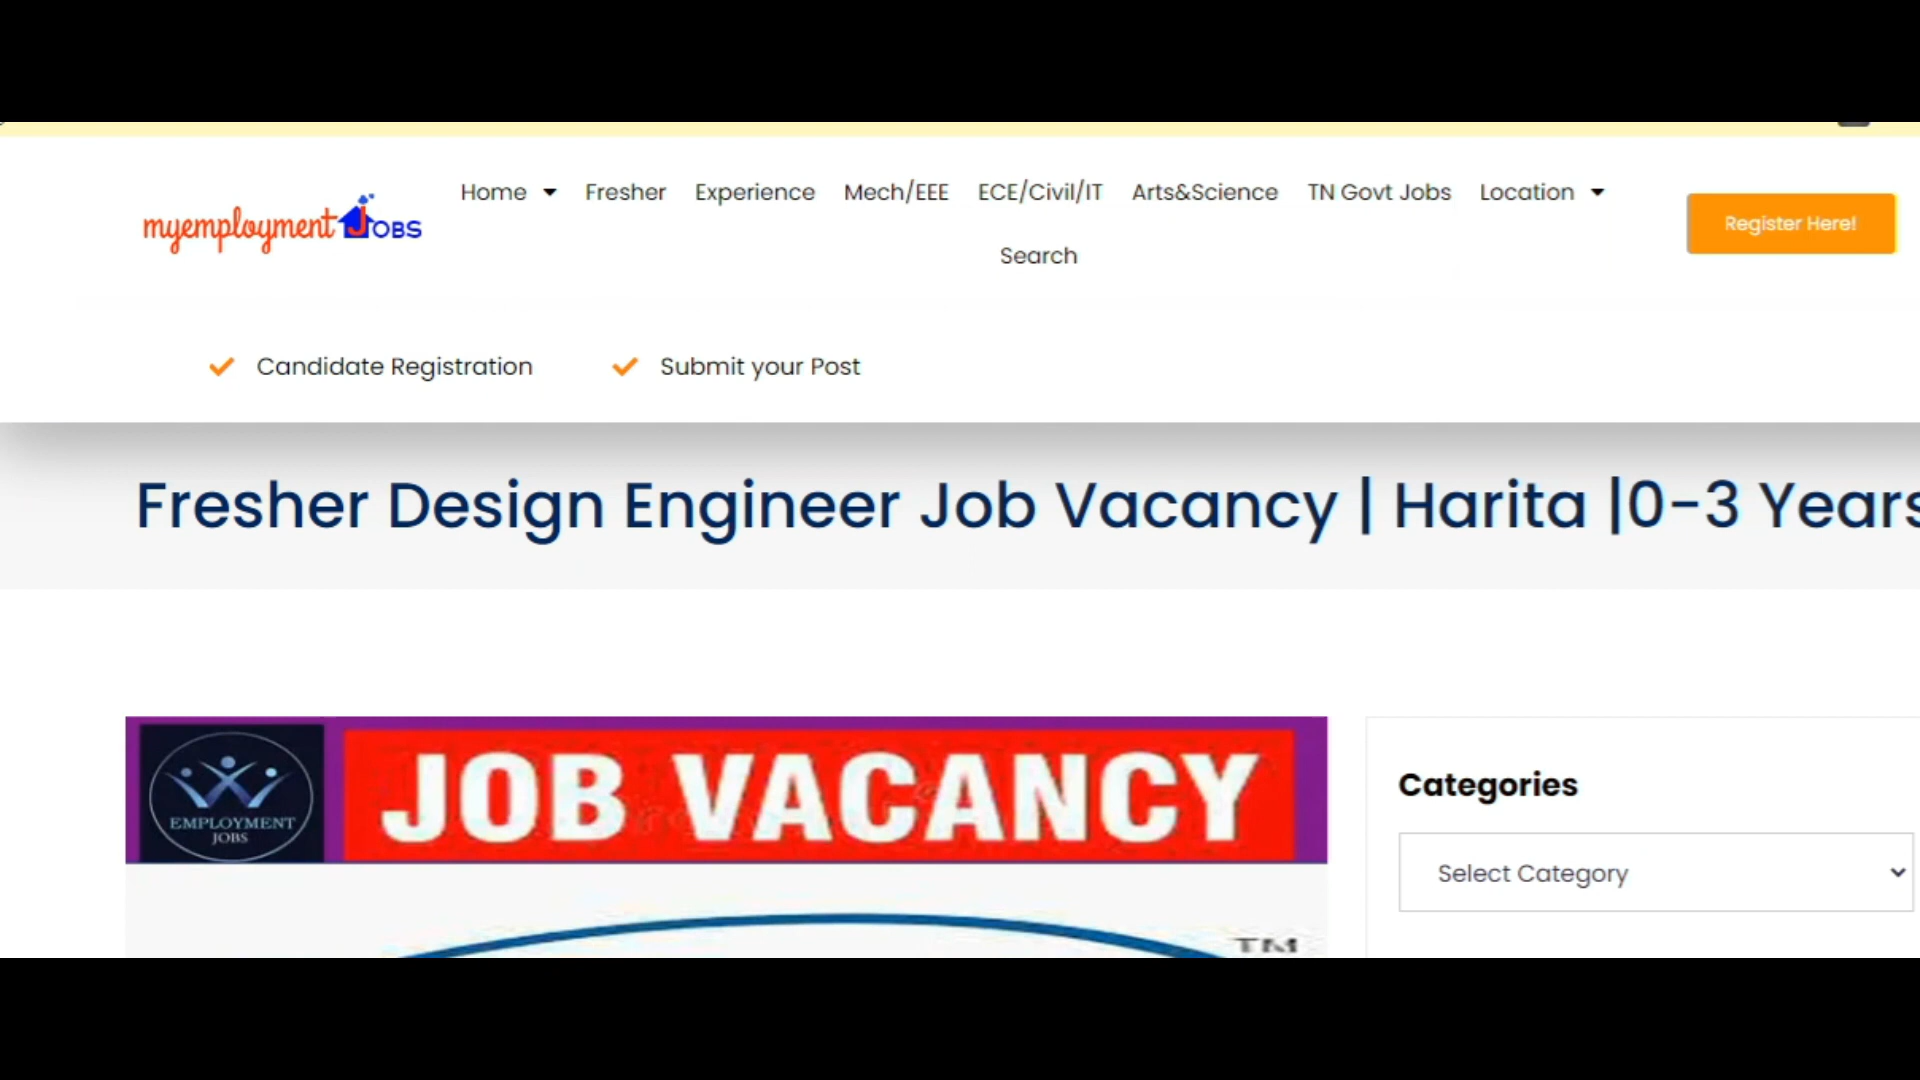 myemployment JOBS
Home Fresher Experience Mech/EEE ECE/Civil/IT Arts&Science TN Govt Jobs Location
Search
Register Here!
Candidate Registration Submit your Post
Fresher Design Engineer Job Vacancy | Harita |0-3 Years
EMPLOYMENT
JOBS
JOB VACANCY
TM
Categories
Select Category